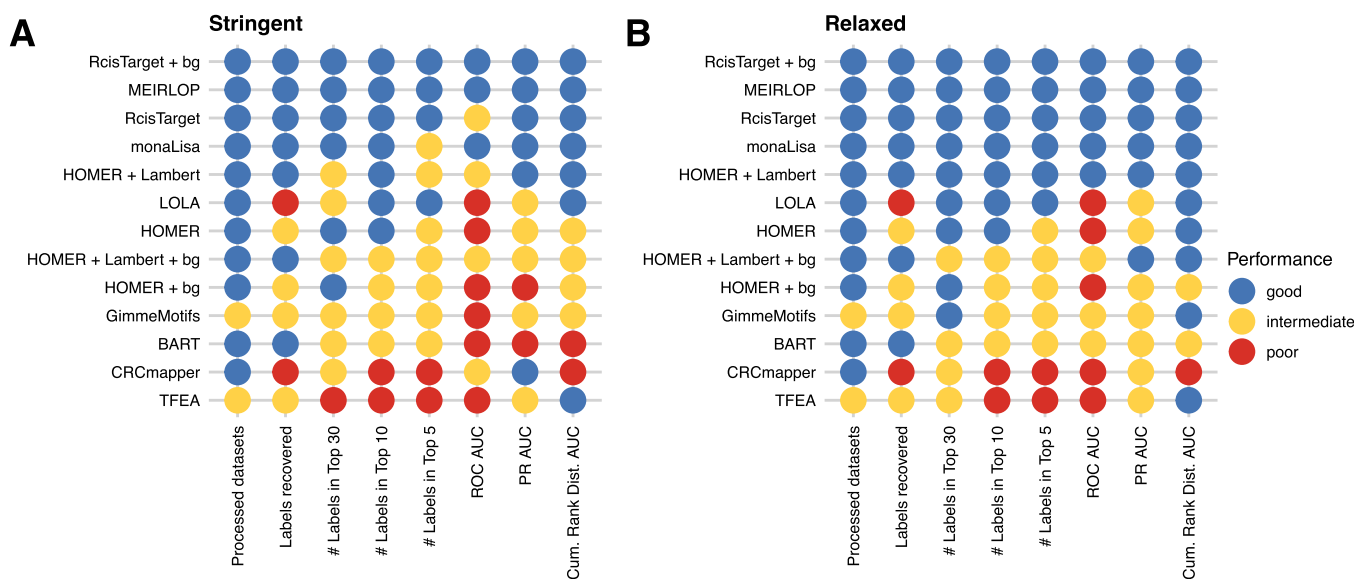 A
Stringent
RcisTarget + bg
MEIRLOP
RcisTarget
monaLisa
HOMER + Lambert
LOLA
HOMER
HOMER + Lambert + bg
HOMER + bg
GimmeMotifs
BART
CRCmapper
TFEA
Processed datasets
Labels recovered
# Labels in Top 30
# Labels in Top 10
# Labels in Top 5
ROC AUC
PR AUC
Cum. Rank Dist. AUC
B
Relaxed
RcisTarget + bg
MEIRLOP
RcisTarget
monaLisa
HOMER + Lambert
LOLA
HOMER
HOMER + Lambert + bg
HOMER + bg
GimmeMotifs
BART
CRCmapper
TFEA
Processed datasets
Labels recovered
# Labels in Top 30
# Labels in Top 10
# Labels in Top 5
ROC AUC
PR AUC
Cum. Rank Dist. AUC
Performance
good
intermediate
poor